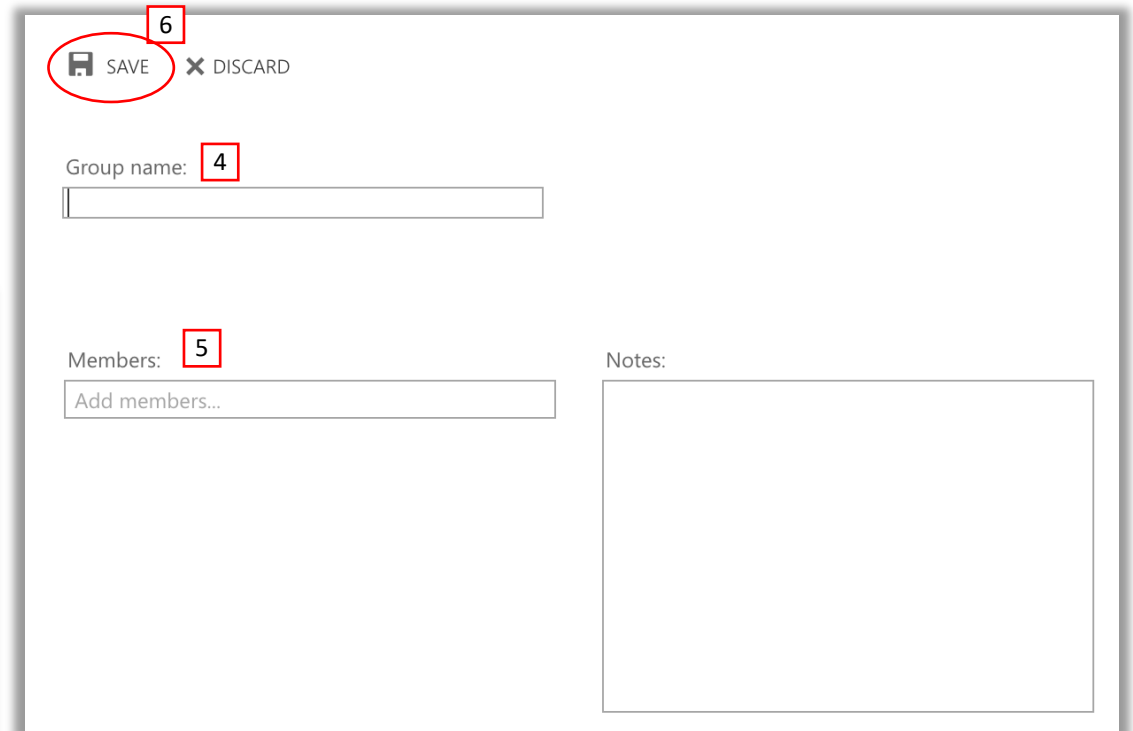 6
SAVE DISCARD
Group name: 4
Members: 5
Add members...
Notes: